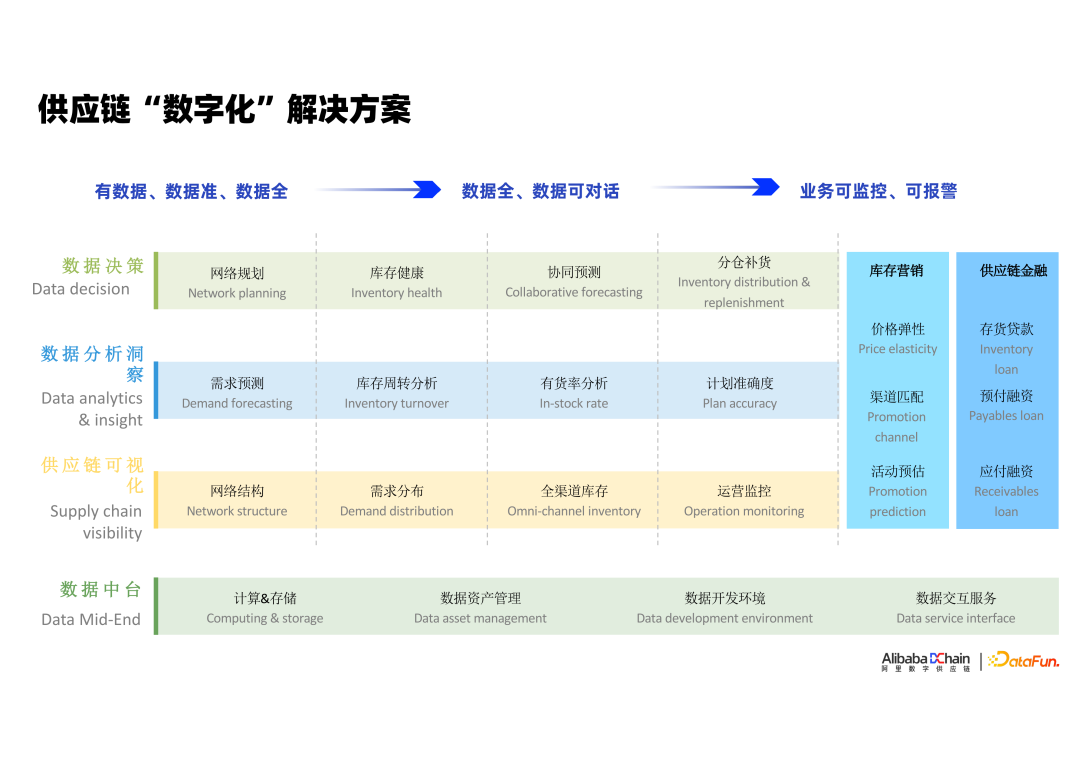 供应链 “数字化” 解决方案
有数据、数据准、数据全
数据全、数据可对话
业务可监控、可报警
数据决策
Data decision
网络规划
Network planning
库存健康
Inventory health
协同预测
Collaborative forecasting
分仓补货
Inventory distribution &
replenishment
数据分析洞
察
Data analytics
& insight
需求预测
Demand forecasting
库存周转分析
Inventory turnover
有货率分析
In-stock rate
计划准确度
Plan accuracy
供应链可视
化
Supply chain
visibility
网络结构
Network structure
需求分布
Demand distribution
全渠道库存
Omni-channel inventory
运营监控
Operation monitoring
库存营销
价格弹性
Price elasticity
渠道匹配
Promotion
channel
活动预估
Promotion
prediction
供应链金融
存货贷款
Inventory
loan
预付融资
Payables loan
应付融资
Receivables
loan
数据中台
Data Mid-End
计算&存储
Computing & storage
数据资产管理
Data asset management
数据开发环境
Data development environment
数据交互服务
Data service interface
Alibaba DChain
阿里数字供应链
DataFun.